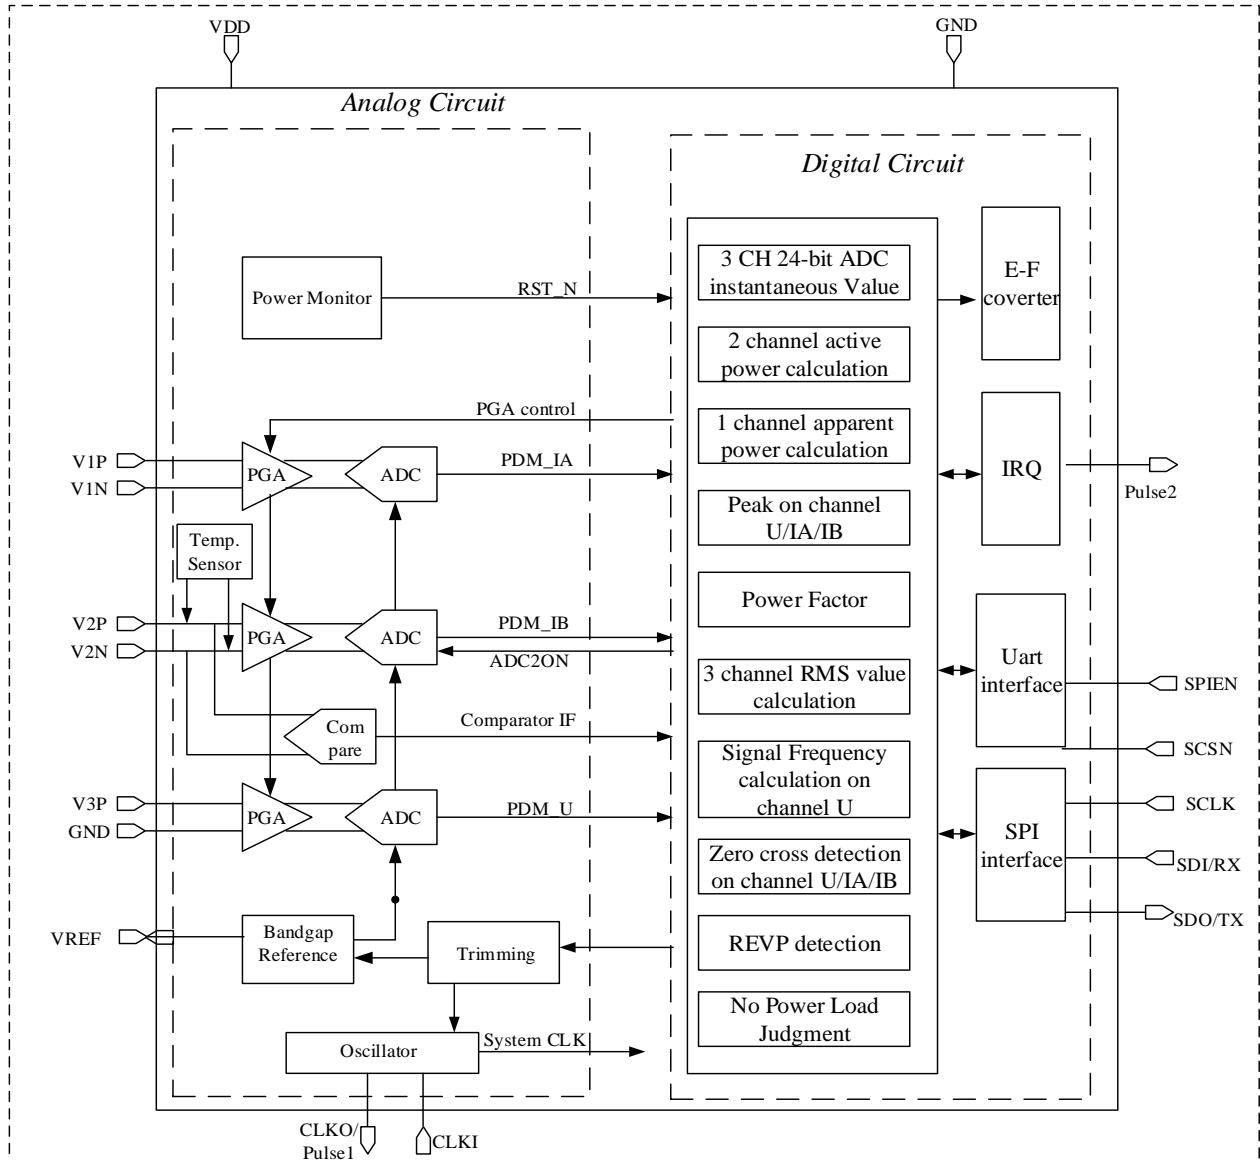 VDD
GND
Analog Circuit
Digital Circuit
Power Monitor
RST_N
3 CH 24-bit ADC
instantaneous Value
E-F
coverter
2 channel active
power calculation
PGA control
1 channel apparent
power calculation
IRQ
Pulse2
V1P
V1N
PGA
ADC
PDM_IA
Peak on channel
U/IA/IB
Temp.
Sensor
Power Factor
V2P
V2N
PGA
ADC
PDM_IB
ADC2ON
Uart
interface
SPIEN
3 channel RMS value
calculation
Com
pare
Comparator IF
SCSN
Signal Frequency
calculation on
channel U
V3P
GND
PGA
ADC
PDM_U
SCLK
SPI
interface
SDI/RX
SDO/TX
Zero cross detection
on channel U/IA/IB
VREF
Bandgap
Reference
Trimming
REVP detection
No Power Load
Judgment
Oscillator
System CLK
CLKO/
Pulse1
CLKI